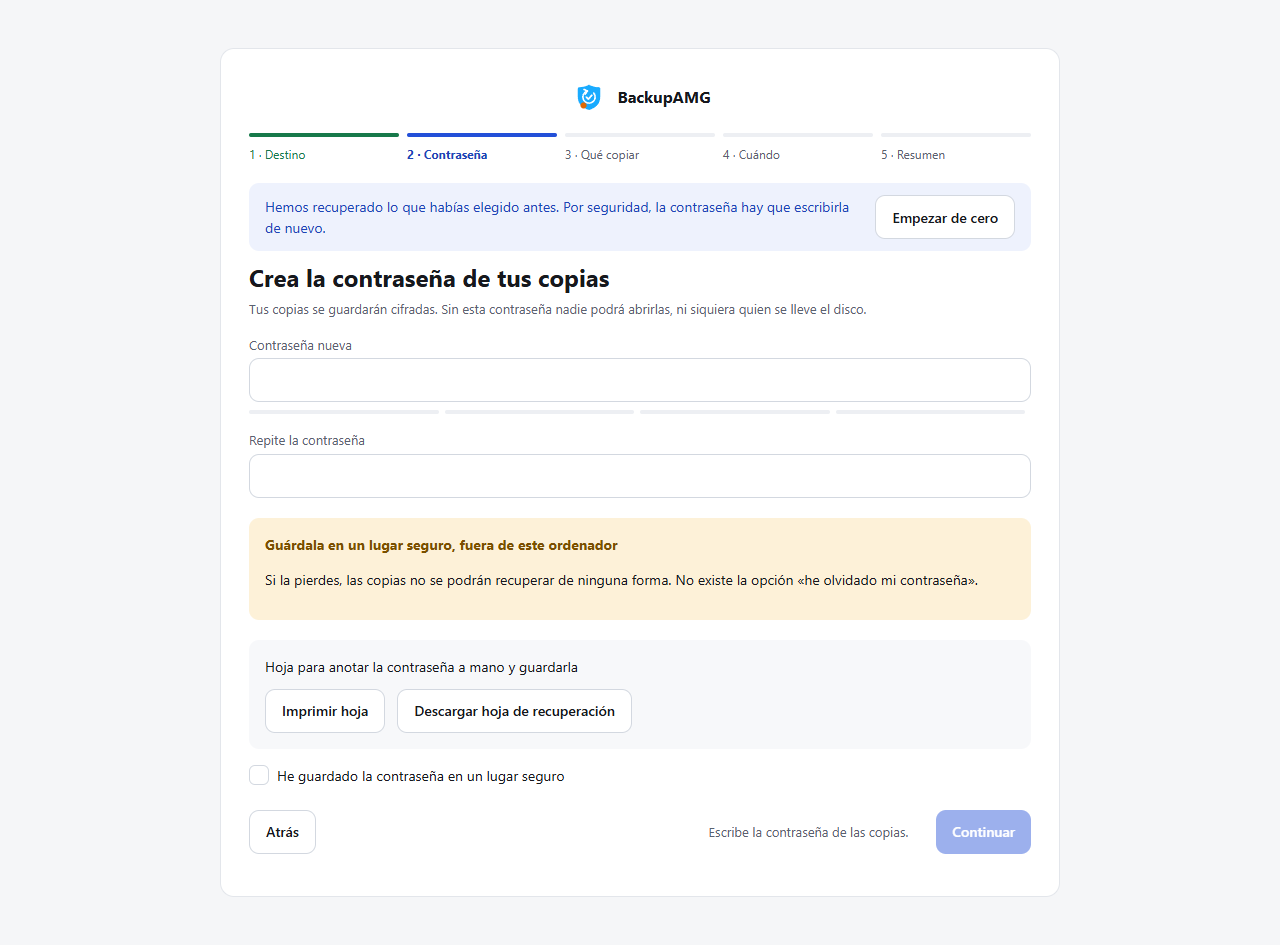 BackupAMG
1 · Destino
2 · Contraseña
3 · Qué copiar
4 · Cuándo
5 · Resumen
Hemos recuperado lo que habías elegido antes. Por seguridad, la contraseña hay que escribirla
de nuevo.
Empezar de cero
Crea la contraseña de tus copias
Tus copias se guardarán cifradas. Sin esta contraseña nadie podrá abrirlas, ni siquiera quien se lleve el disco.
Contraseña nueva
Repite la contraseña
Guárdala en un lugar seguro, fuera de este ordenador
Si la pierdes, las copias no se podrán recuperar de ninguna forma. No existe la opción «he olvidado mi contraseña».
Hoja para anotar la contraseña a mano y guardarla
Imprimir hoja
Descargar hoja de recuperación
He guardado la contraseña en un lugar seguro
Atrás
Escribe la contraseña de las copias.
Continuar